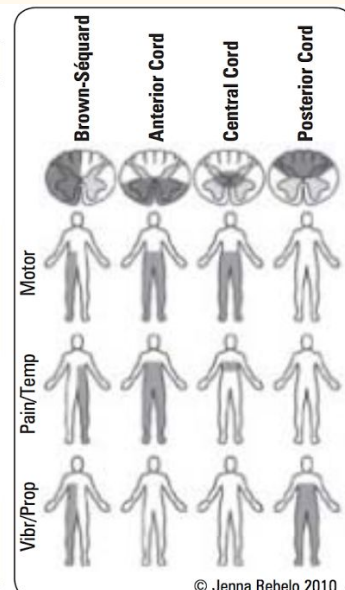 Brown-Séquard
Anterior Cord
Central Cord
Posterior Cord
Motor
Pain/Temp
Vibr/Prop
© Jenna Rebelo 2010